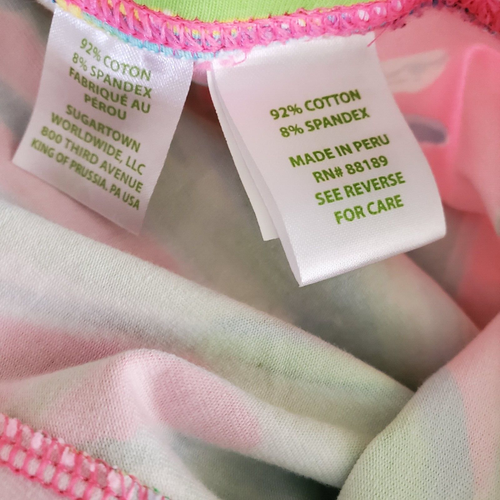 92% COTON
8% SPANDEX
FABRIQUÉ AU
PÉROU
SUGARTOWN
WORLDWIDE, LLC
800 THIRD AVENUE
KING OF PRUSSIA. PA USA
92% COTTON
8% SPANDEX
MADE IN PERU
RN# 88189
SEE REVERSE
FOR CARE